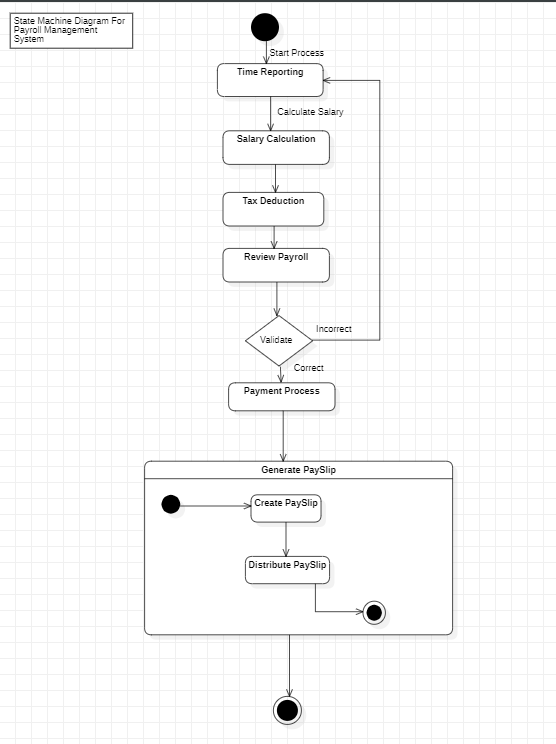 State Machine Diagram For
Payroll Management
System
Start Process
Time Reporting
Calculate Salary
Salary Calculation
Tax Deduction
Review Payroll
Validate
Incorrect
Correct
Payment Process
Generate PaySlip
Create PaySlip
Distribute PaySlip